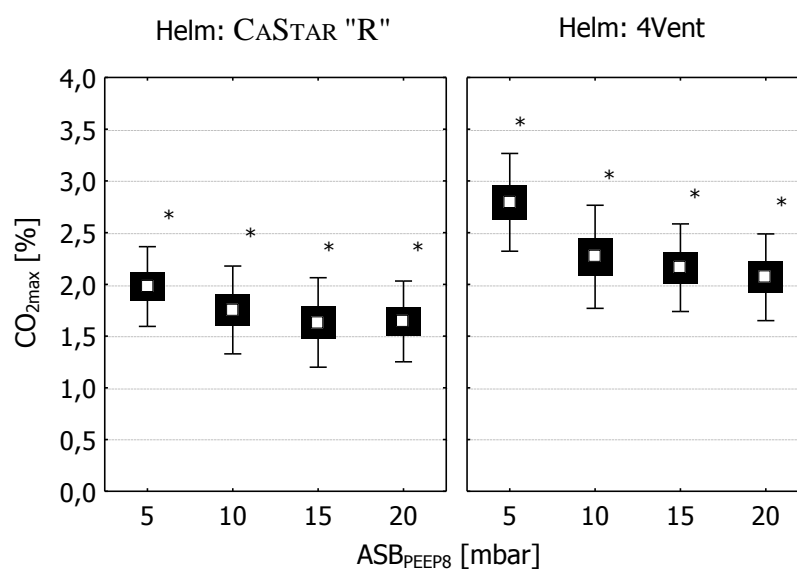 Helm: CASTAR "R"
Helm: 4Vent
4,0
3,5
3,0
2,5
2,0
1,5
1,0
0,5
0,0
CO2max [%]
* * * *
* * * *
5 10 15 20
5 10 15 20
ASBPEEP8 [mbar]